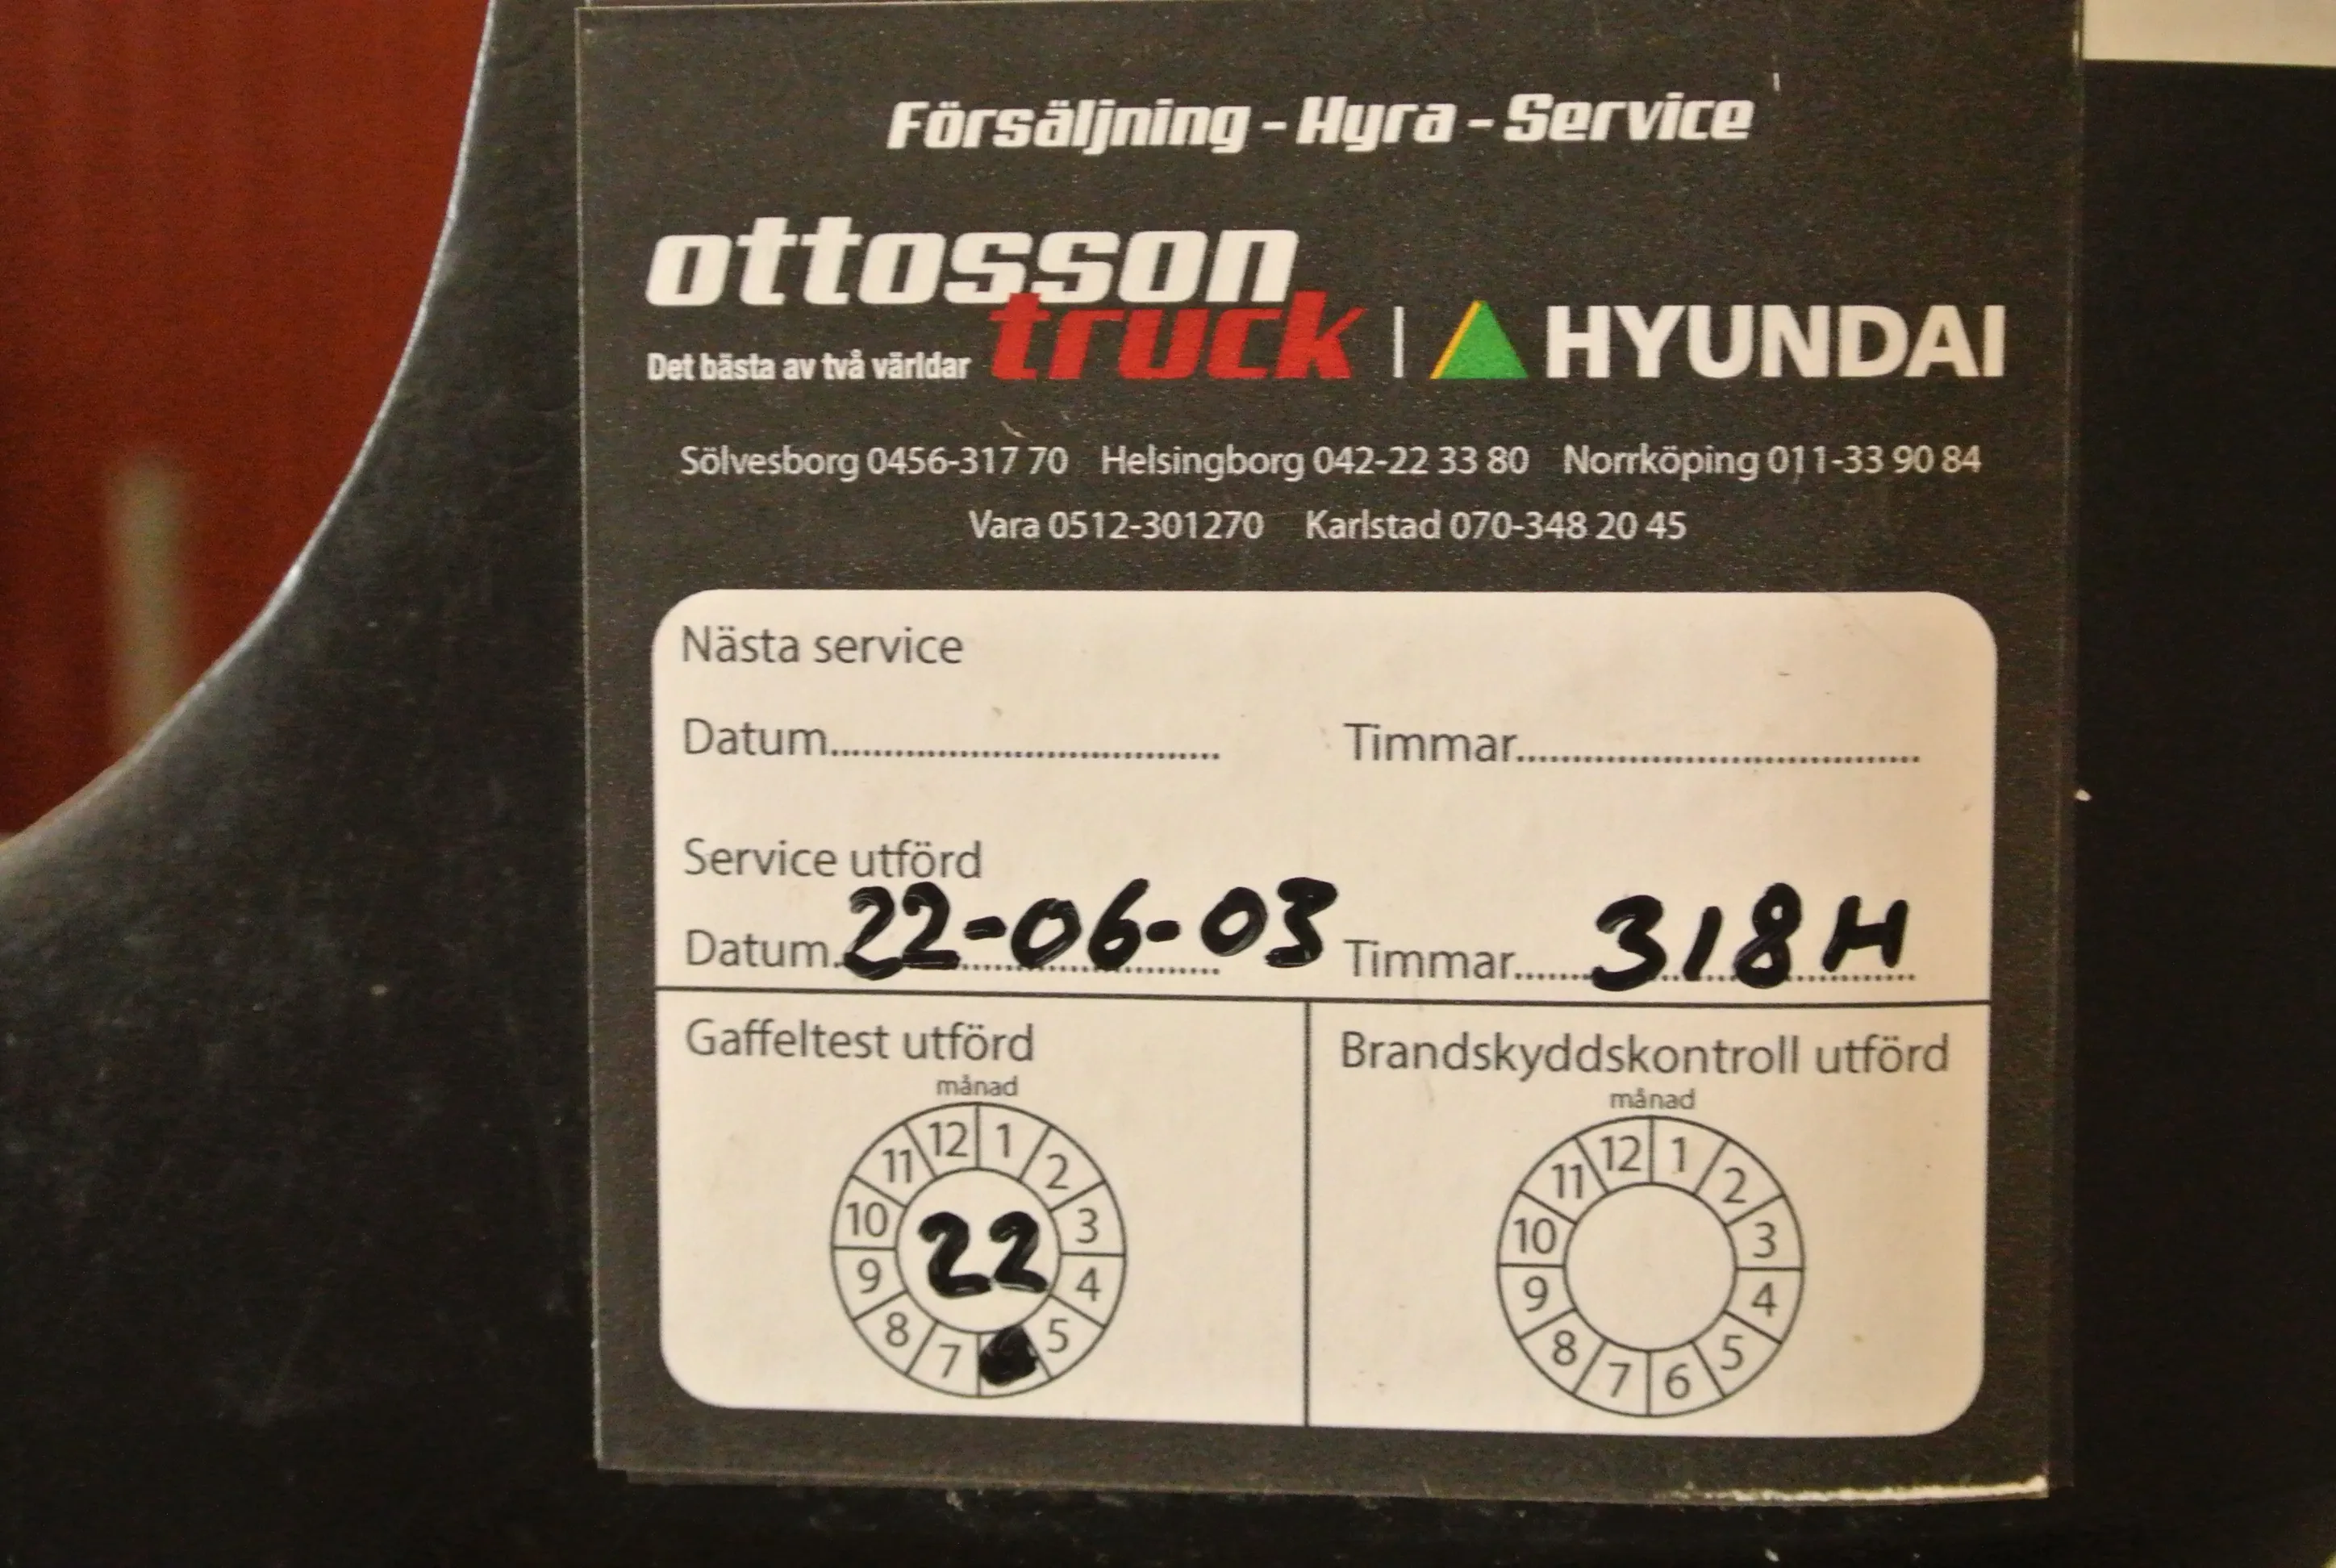 Försäljning - Hyra - Service
ottosson
Det bästa av två världar truck | HYUNDAI
Sölvesborg 0456-317 70 Helsingborg 042-22 33 80 Norrköping 011-33 90 84
Vara 0512-301270 Karlstad 070-348 20 45
Nästa service
Datum.................................... Timmar....................................
Service utförd
Datum. 22-06-03 Timmar....... 318H
Gaffeltest utförd
månad
12 1
11 2
10 3
22
9 4
8 5
7
Brandskyddskontroll utförd
månad
12 1
11 2
10 3
9 4
8 5
7 6